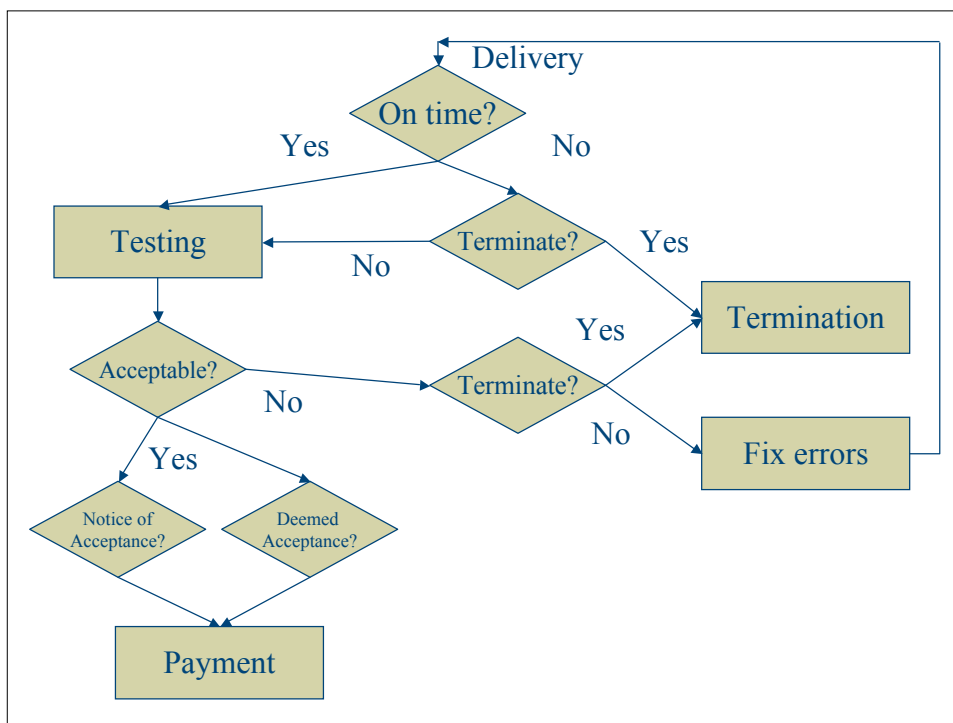 Delivery
On time?
Yes
No
Testing
Terminate?
Yes
No
Termination
Yes
Acceptable?
Terminate?
No
No
Fix errors
Yes
Notice of
Acceptance?
Deemed
Acceptance?
Payment